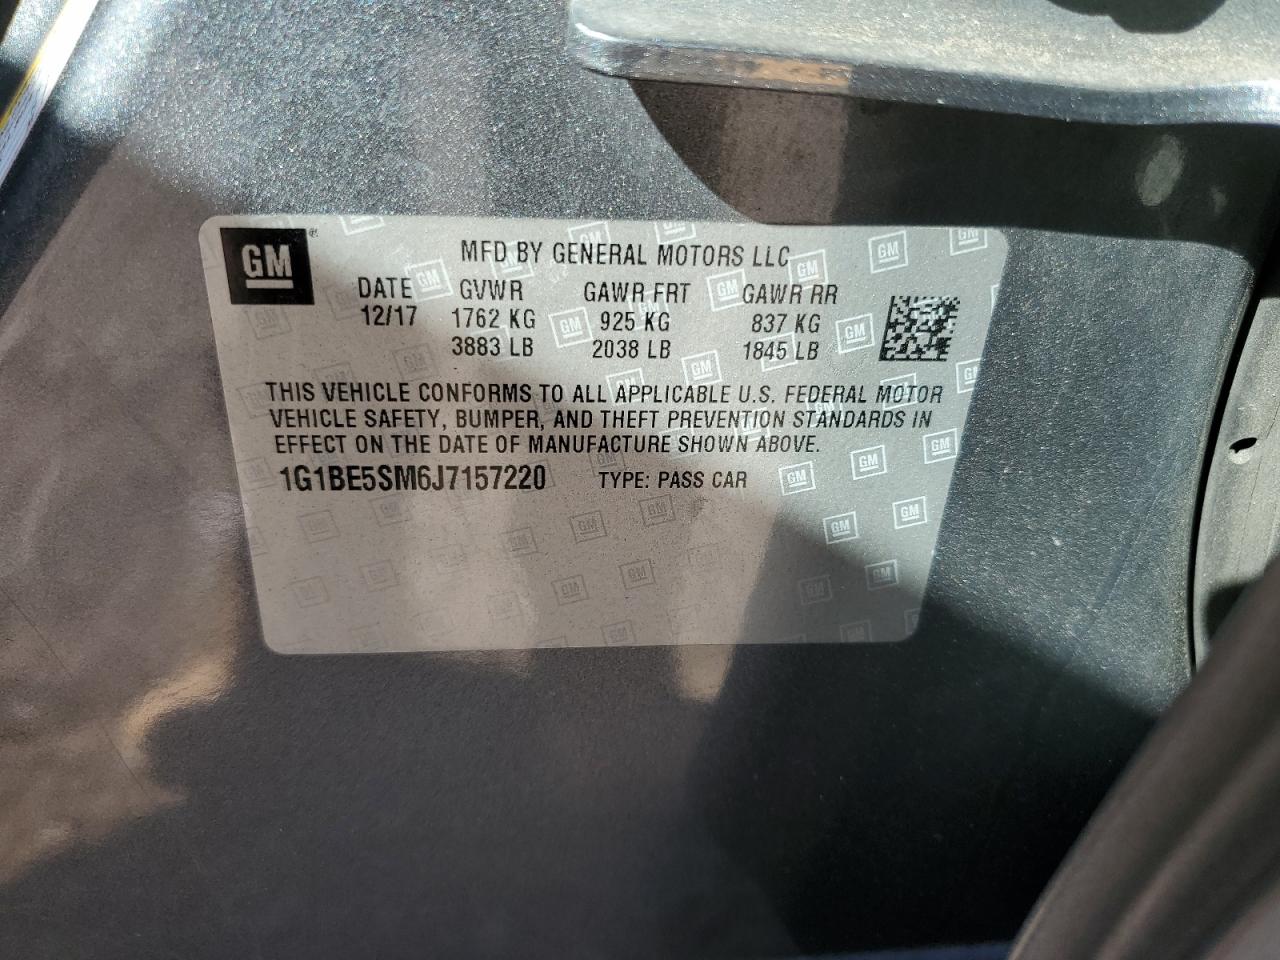 GM ® MFD BY GENERAL MOTORS LLC
DATE GVWR GAWR FRT GAWR RR
12/17 1762 KG 925 KG 837 KG
3883 LB 2038 LB 1845 LB
THIS VEHICLE CONFORMS TO ALL APPLICABLE U.S. FEDERAL MOTOR
VEHICLE SAFETY, BUMPER, AND THEFT PREVENTION STANDARDS IN
EFFECT ON THE DATE OF MANUFACTURE SHOWN ABOVE.
1G1BE5SM6J7157220 TYPE: PASS CAR